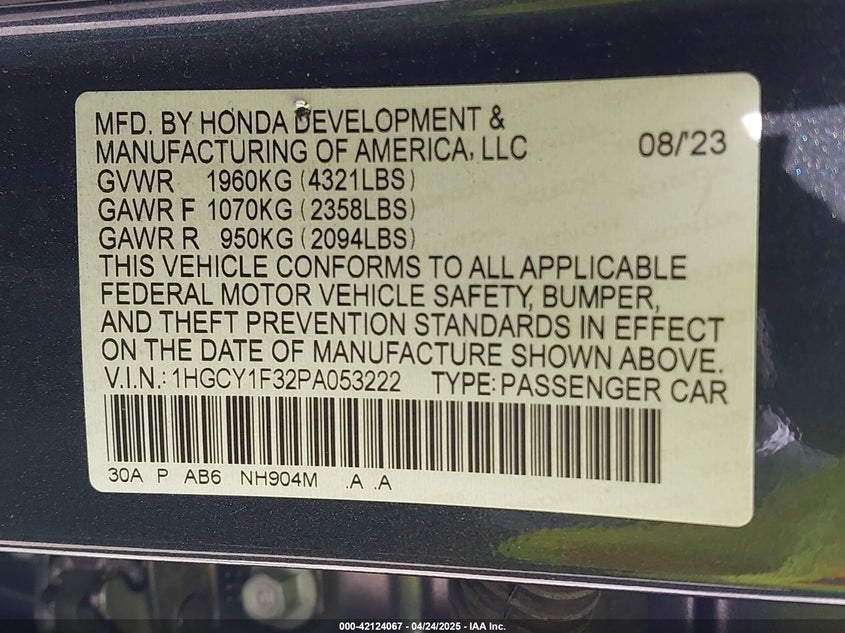 MFD. BY HONDA DEVELOPMENT &
MANUFACTURING OF AMERICA, LLC 08/'23
GVWR 1960KG (4321LBS)
GAWR F 1070KG (2358LBS)
GAWR R 950KG (2094LBS)
THIS VEHICLE CONFORMS TO ALL APPLICABLE
FEDERAL MOTOR VEHICLE SAFETY, BUMPER,
AND THEFT PREVENTION STANDARDS IN EFFECT
ON THE DATE OF MANUFACTURE SHOWN ABOVE.
V.I.N.: 1HGCY1F32PA053222 TYPE: PASSENGER CAR
30A P AB6 NH904M .A .A
000-42124067 - 04/24/2025 - IAA Inc.